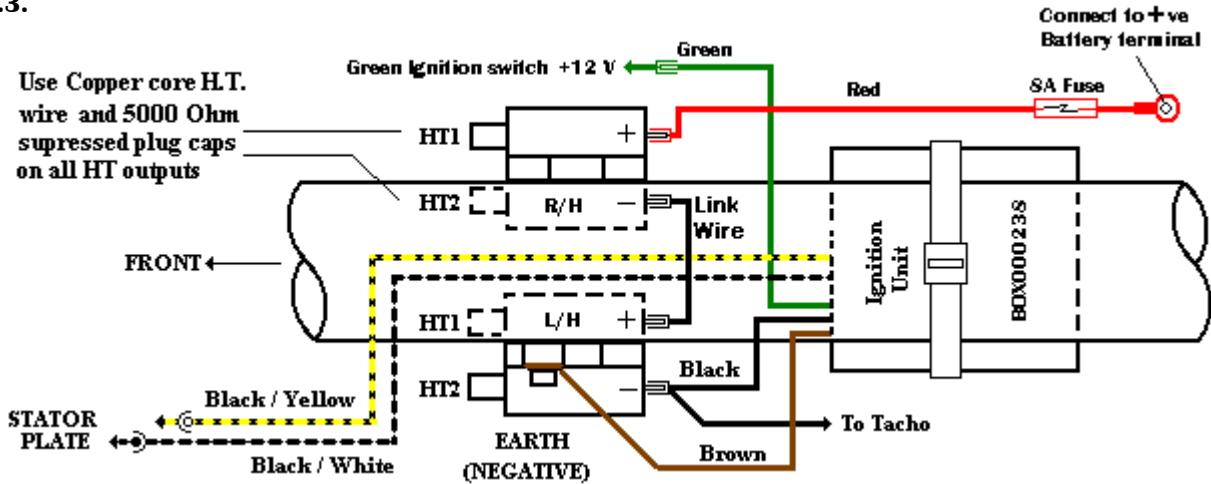 .3.
Connect to +ve
Battery terminal
Green
Green Ignition switch +12 V
8A Fuse
Red
Use Copper core H.T.
wire and 5000 Ohm
supressed plug caps
on all HT outputs
HT1
+
HT2
R/H
−
Link
Wire
FRONT
Ignition
Unit
BOX000238
HT1
L/H
+
Black
HT2
−
Black / Yellow
STATOR
PLATE
To Tacho
Black / White
EARTH
(NEGATIVE)
Brown